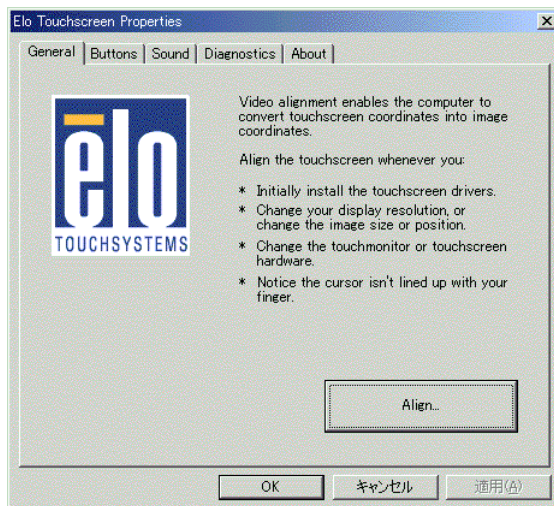 Elo Touchscreen Properties
General Buttons Sound Diagnostics About
elo
TOUCHSYSTEMS
Video alignment enables the computer to
convert touchscreen coordinates into image
coordinates.
Align the touchscreen whenever you:
* Initially install the touchscreen drivers.
* Change your display resolution, or
change the image size or position.
* Change the touchmonitor or touchscreen
hardware.
* Notice the cursor isn't lined up with your
finger.
Align...
OK キャンセル 適用(A)